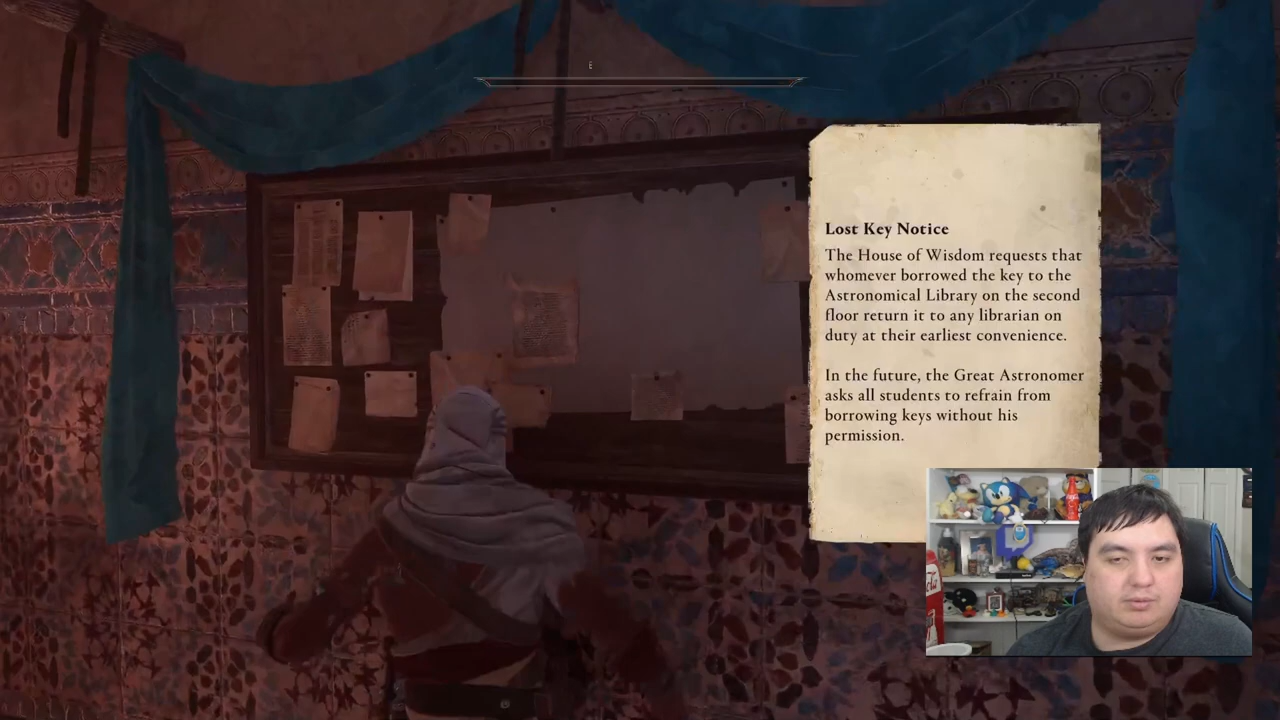 E
Lost Key Notice
The House of Wisdom requests that
whomever borrowed the key to the
Astronomical Library on the second
floor return it to any librarian on
duty at their earliest convenience.
In the future, the Great Astronomer
asks all students to refrain from
borrowing keys without his
permission.